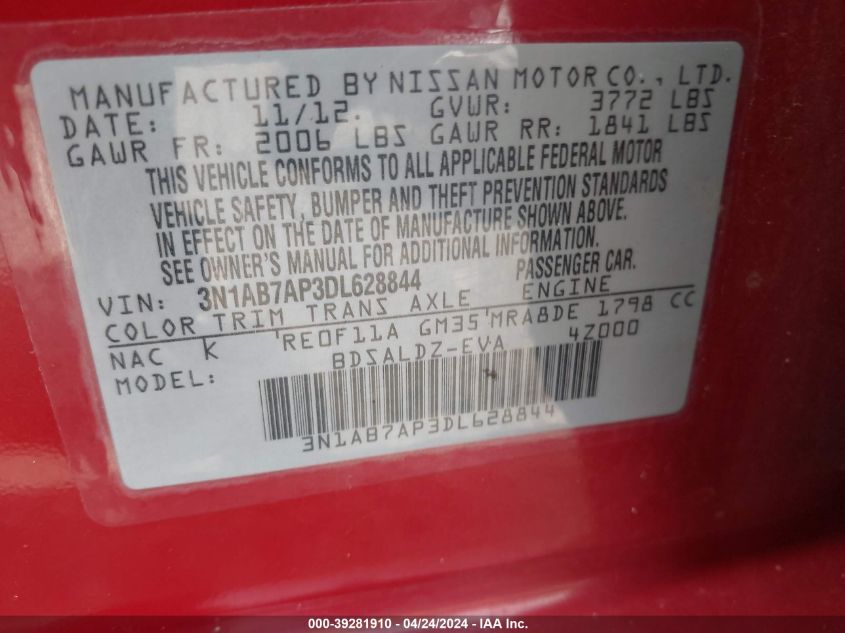 MANUFACTURED BY NISSAN MOTOR CO., LTD.
DATE: 11/12. GVWR: 3772 LBS
GAWR FR: 2006 LBS GAWR RR: 1841 LBS
THIS VEHICLE CONFORMS TO ALL APPLICABLE FEDERAL MOTOR
VEHICLE SAFETY, BUMPER AND THEFT PREVENTION STANDARDS
IN EFFECT ON THE DATE OF MANUFACTURE SHOWN ABOVE.
SEE OWNER'S MANUAL FOR ADDITIONAL INFORMATION.
VIN: 3N1AB7AP3DL628844 PASSENGER CAR.
COLOR TRIM TRANS AXLE ENGINE
NAC K RE0F11A GM35 MRA8DE 1798 CC
MODEL: BDSALDZ-EVA 4Z000
3N1AB7AP3DL628844
000-39281910 - 04/24/2024 - IAA Inc.